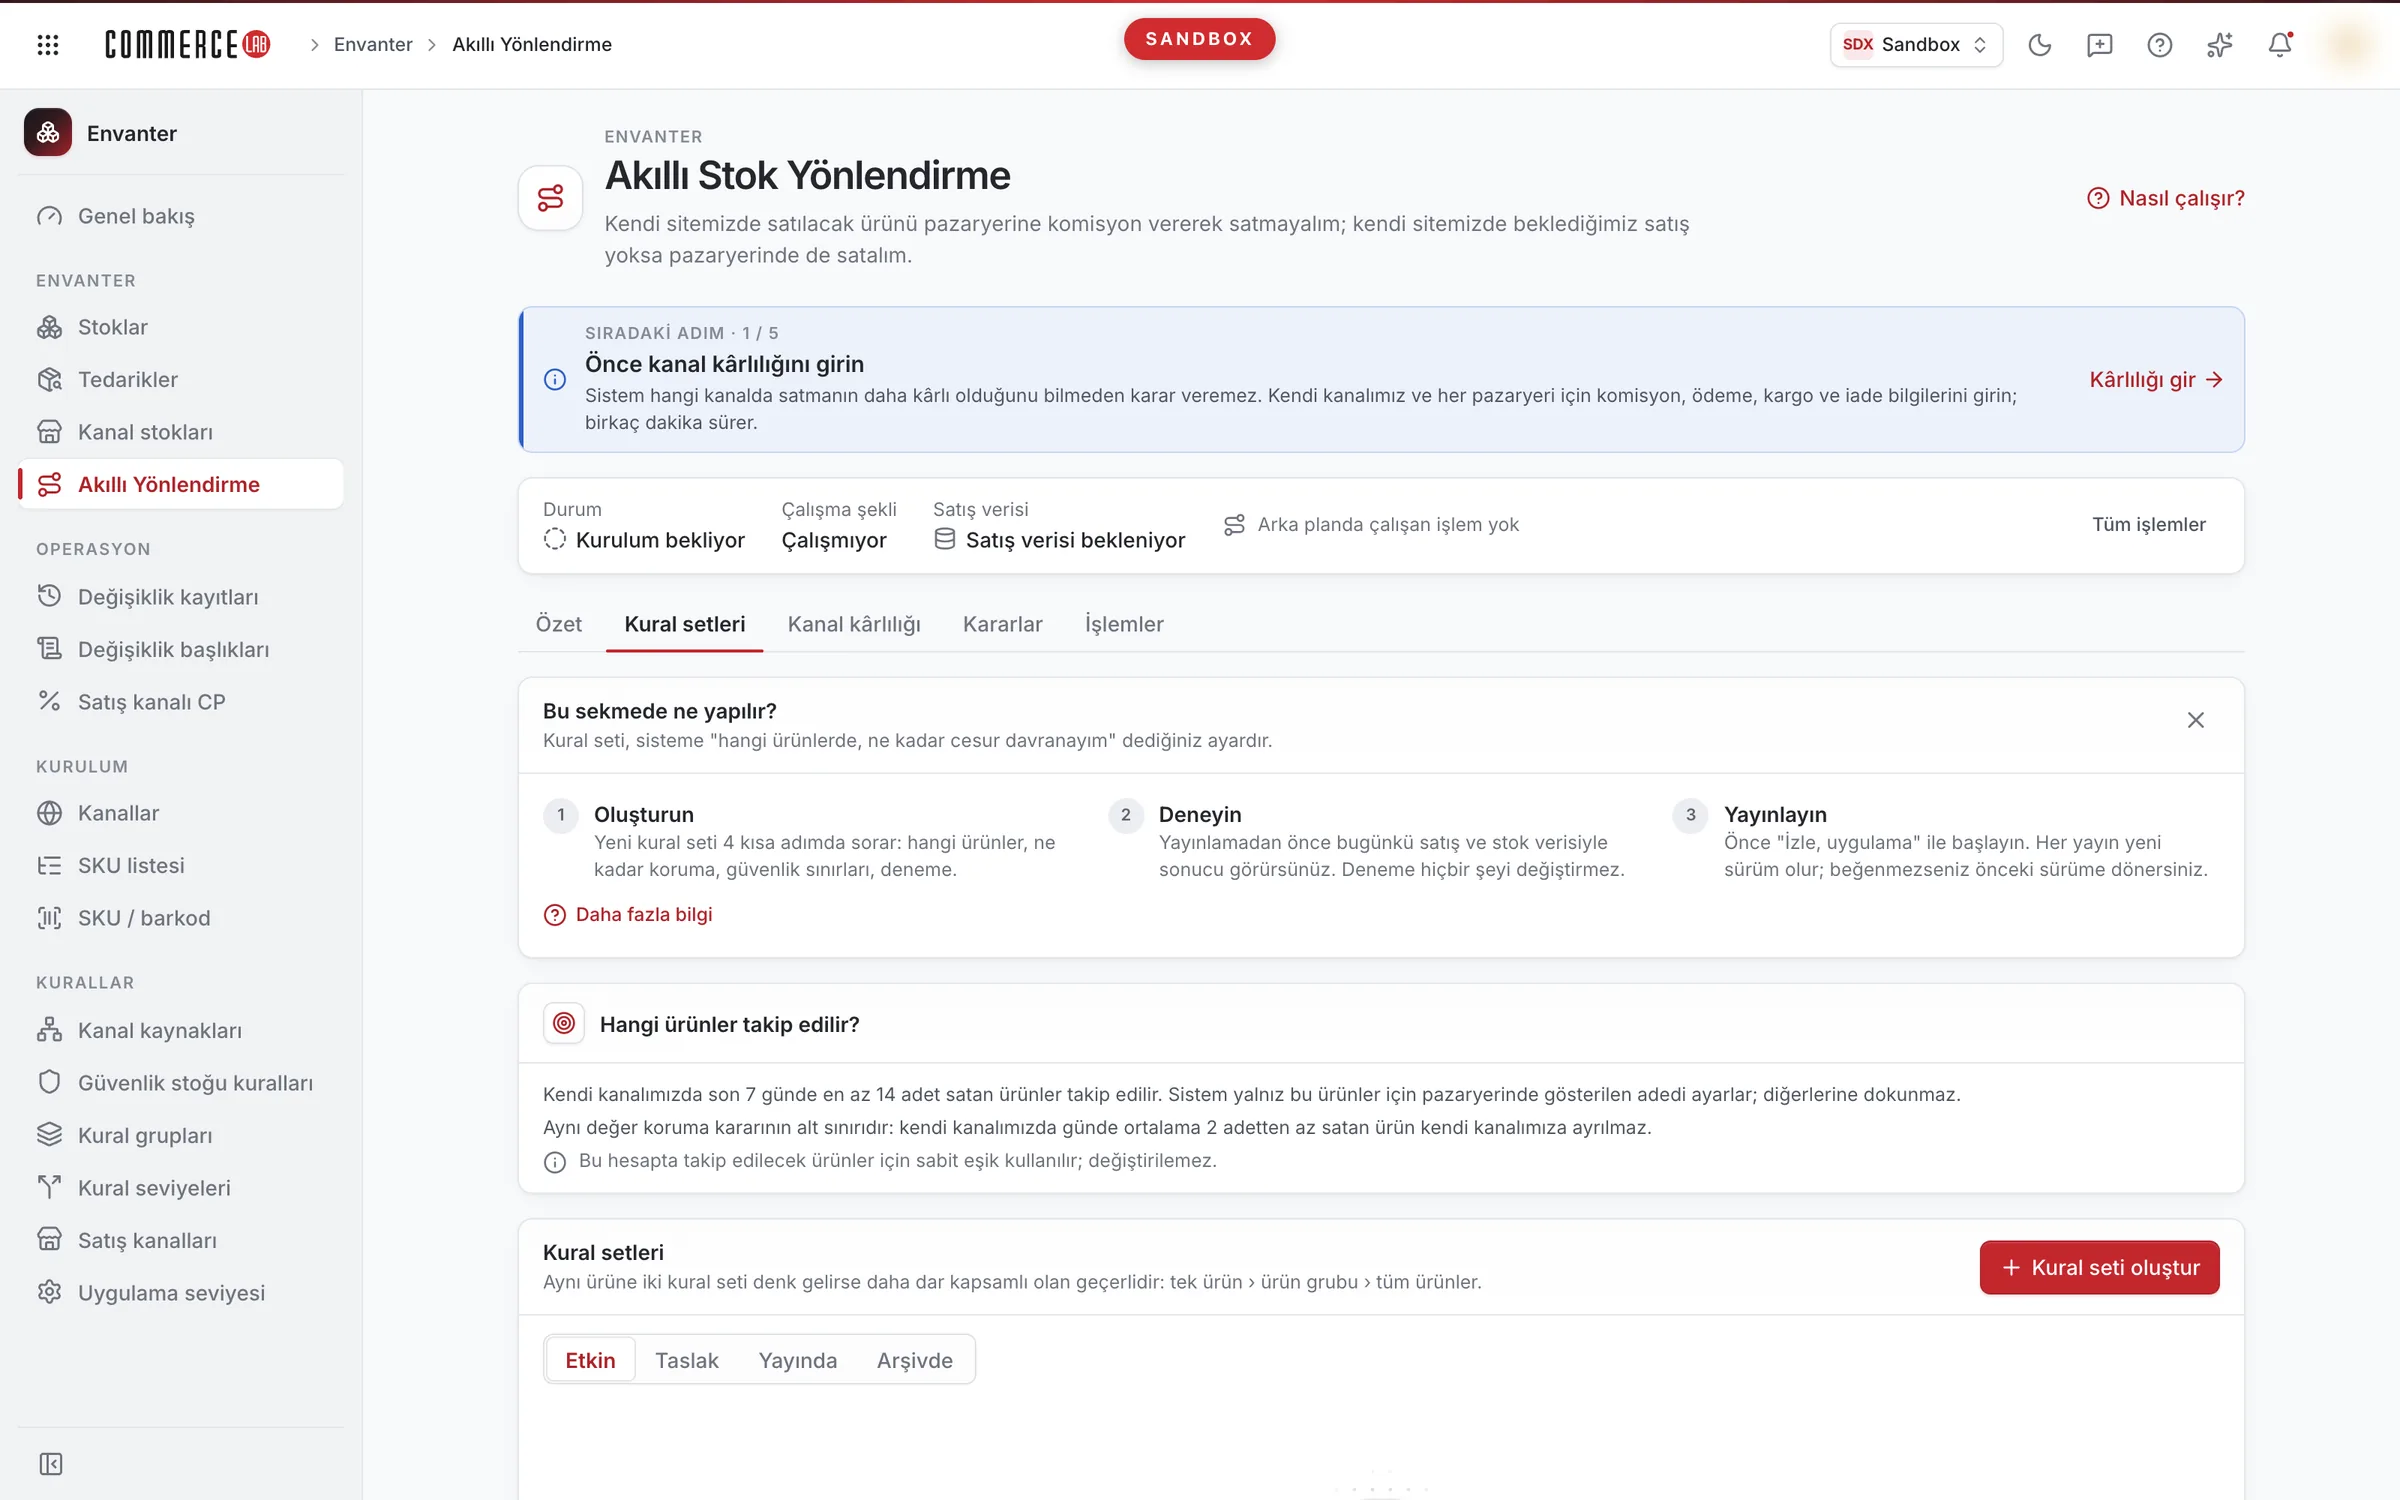 COMMERCE LAB
Envanter
Akıllı Yönlendirme
SANDBOX
SDX Sandbox
Envanter
Genel bakış
ENVANTER
Stoklar
Tedarikler
Kanal stokları
Akıllı Yönlendirme
OPERASYON
Değişiklik kayıtları
Değişiklik başlıkları
Satış kanalı CP
KURULUM
Kanallar
SKU listesi
SKU / barkod
KURALLAR
Kanal kaynakları
Güvenlik stoğu kuralları
Kural grupları
Kural seviyeleri
Satış kanalları
Uygulama seviyesi
ENVANTER
Akıllı Stok Yönlendirme
Kendi sitemizde satılacak ürünü pazaryerine komisyon vererek satmayalım; kendi sitemizde beklediğimiz satış
yoksa pazaryerinde de satalım.
Nasıl çalışır?
SIRADAKİ ADIM · 1 / 5
Önce kanal kârlılığını girin
Sistem hangi kanalda satmanın daha kârlı olduğunu bilmeden karar veremez. Kendi kanalımız ve her pazaryeri için komisyon, ödeme, kargo ve iade bilgilerini girin;
birkaç dakika sürer.
Kârlılığı gir
Durum
Kurulum bekliyor
Çalışma şekli
Çalışmıyor
Satış verisi
Satış verisi bekleniyor
Arka planda çalışan işlem yok
Tüm işlemler
Özet
Kural setleri
Kanal kârlılığı
Kararlar
İşlemler
Bu sekmede ne yapılır?
Kural seti, sisteme "hangi ürünlerde, ne kadar cesur davranayım" dediğiniz ayardır.
1
Oluşturun
Yeni kural seti 4 kısa adımda sorar: hangi ürünler, ne
kadar koruma, güvenlik sınırları, deneme.
2
Deneyin
Yayınlamadan önce bugünkü satış ve stok verisiyle
sonucu görürsünüz. Deneme hiçbir şeyi değiştirmez.
3
Yayınlayın
Önce "İzle, uygulama" ile başlayın. Her yayın yeni
sürüm olur; beğenmezseniz önceki sürüme dönersiniz.
Daha fazla bilgi
Hangi ürünler takip edilir?
Kendi kanalımızda son 7 günde en az 14 adet satan ürünler takip edilir. Sistem yalnız bu ürünler için pazaryerinde gösterilen adedi ayarlar; diğerlerine dokunmaz.
Aynı değer koruma kararının alt sınırıdır: kendi kanalımızda günde ortalama 2 adetten az satan ürün kendi kanalımıza ayrılmaz.
Bu hesapta takip edilecek ürünler için sabit eşik kullanılır; değiştirilemez.
Kural setleri
Aynı ürüne iki kural seti denk gelirse daha dar kapsamlı olan geçerlidir: tek ürün › ürün grubu › tüm ürünler.
+ Kural seti oluştur
Etkin
Taslak
Yayında
Arşivde